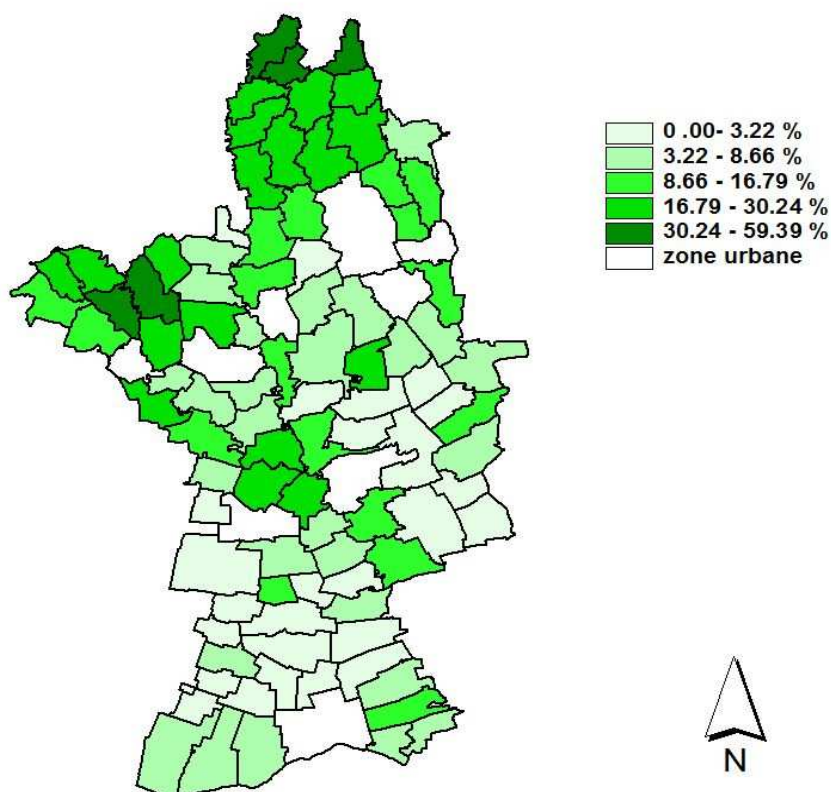 0 .00- 3.22 %
3.22 - 8.66 %
8.66 - 16.79 %
16.79 - 30.24 %
30.24 - 59.39 %
zone urbane
N